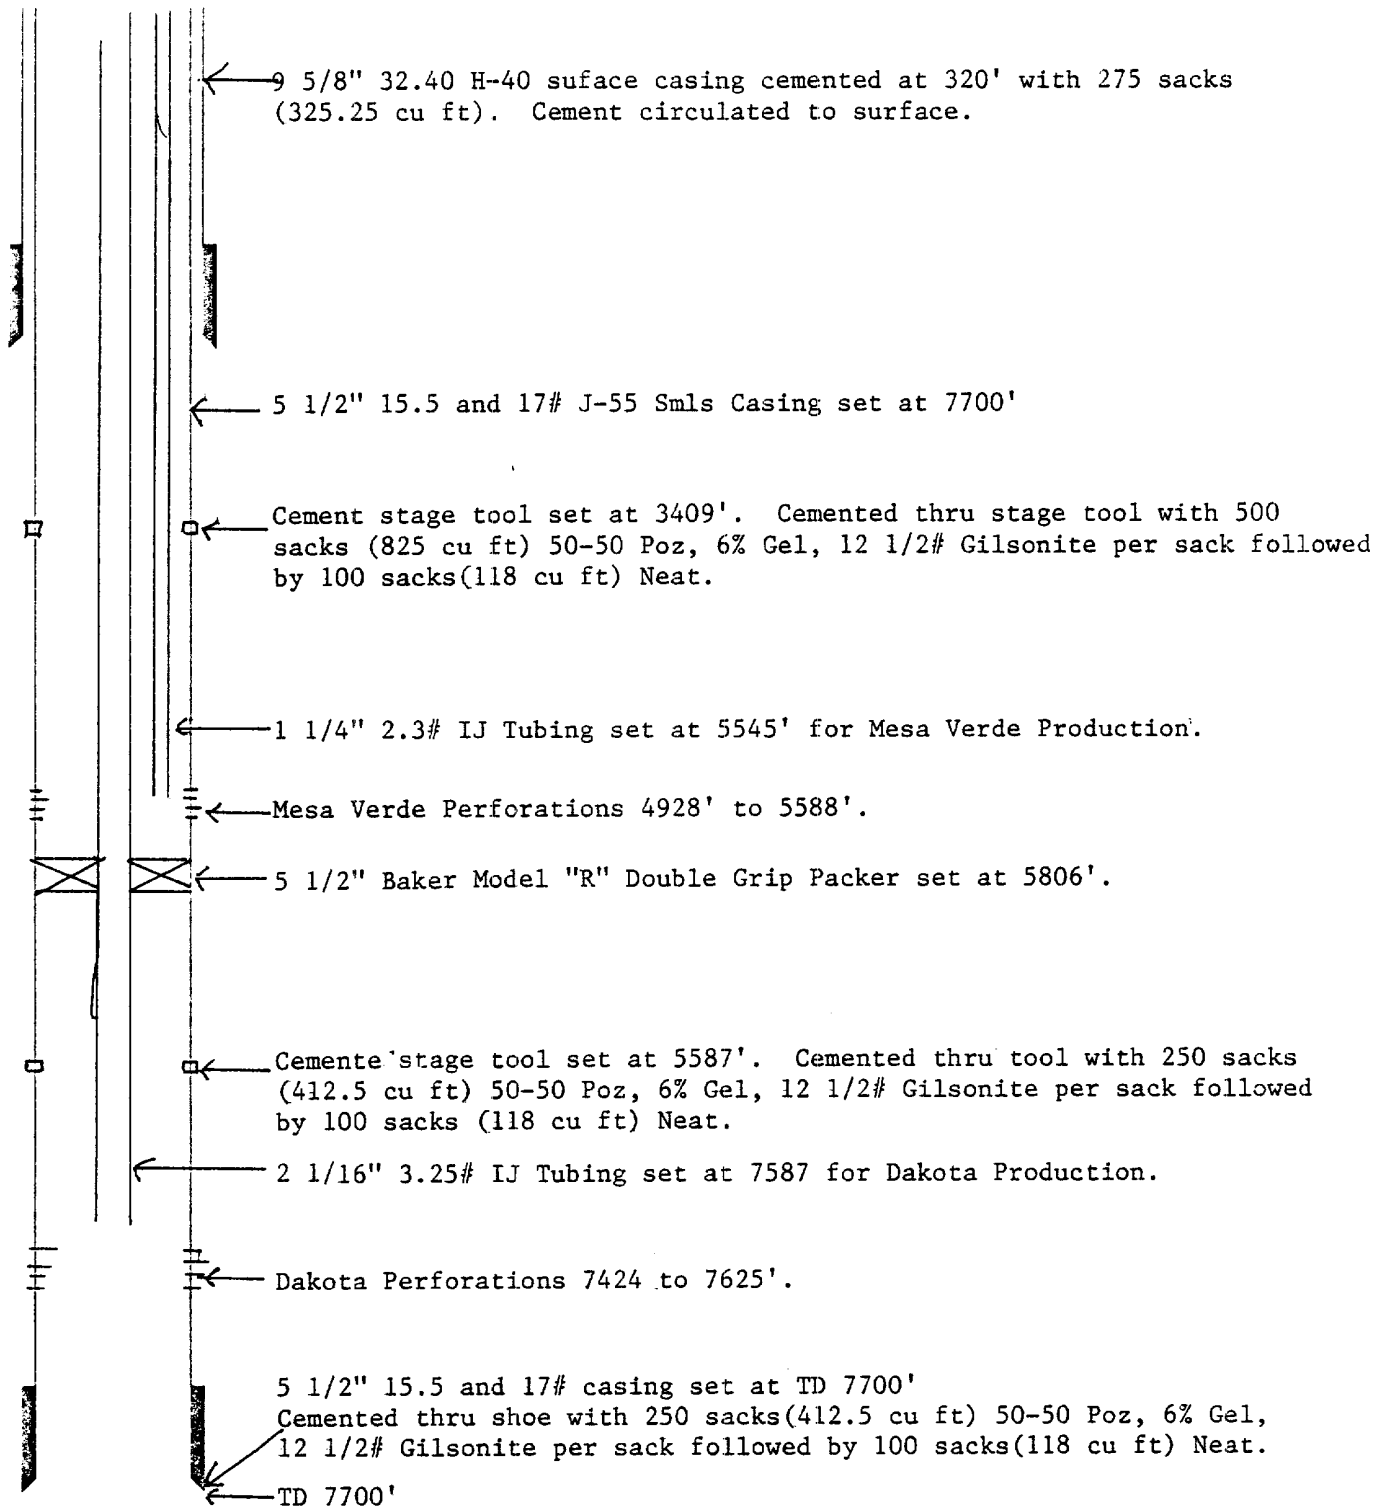 9 5/8" 32.40 H-40 suface casing cemented at 320' with 275 sacks
(325.25 cu ft). Cement circulated to surface.
5 1/2" 15.5 and 17# J-55 Smls Casing set at 7700'
Cement stage tool set at 3409'. Cemented thru stage tool with 500
sacks (825 cu ft) 50-50 Poz, 6% Gel, 12 1/2# Gilsonite per sack followed
by 100 sacks(118 cu ft) Neat.
1 1/4" 2.3# IJ Tubing set at 5545' for Mesa Verde Production.
Mesa Verde Perforations 4928' to 5588'.
5 1/2" Baker Model "R" Double Grip Packer set at 5806'.
Cemente stage tool set at 5587'. Cemented thru tool with 250 sacks
(412.5 cu ft) 50-50 Poz, 6% Gel, 12 1/2# Gilsonite per sack followed
by 100 sacks (118 cu ft) Neat.
2 1/16" 3.25# IJ Tubing set at 7587 for Dakota Production.
Dakota Perforations 7424 to 7625'.
5 1/2" 15.5 and 17# casing set at TD 7700'
Cemented thru shoe with 250 sacks(412.5 cu ft) 50-50 Poz, 6% Gel,
12 1/2# Gilsonite per sack followed by 100 sacks(118 cu ft) Neat.
TD 7700'